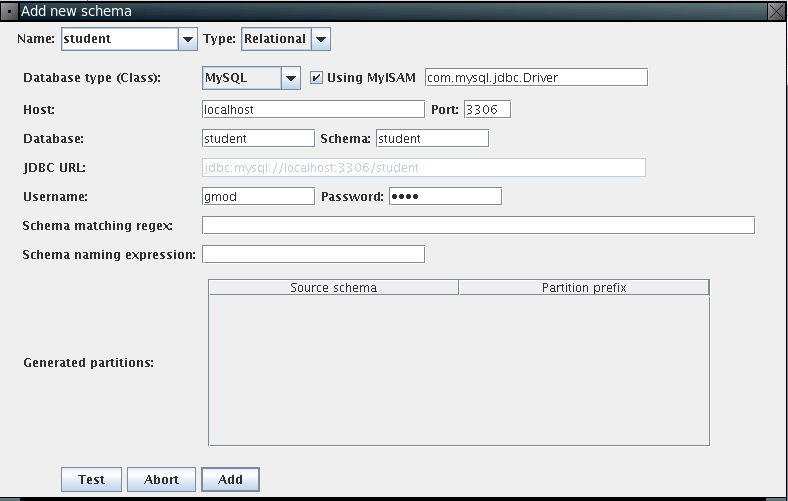 Add new schema
Name: student Type: Relational
Database type (Class): MySQL Using MyISAM com.mysql.jdbc.Driver
Host: localhost Port: 3306
Database: student Schema: student
JDBC URL: jdbc:mysql://localhost:3306/student
Username: gmod Password: ••••
Schema matching regex:
Schema naming expression:
Source schema Partition prefix
Generated partitions:
Test Abort Add